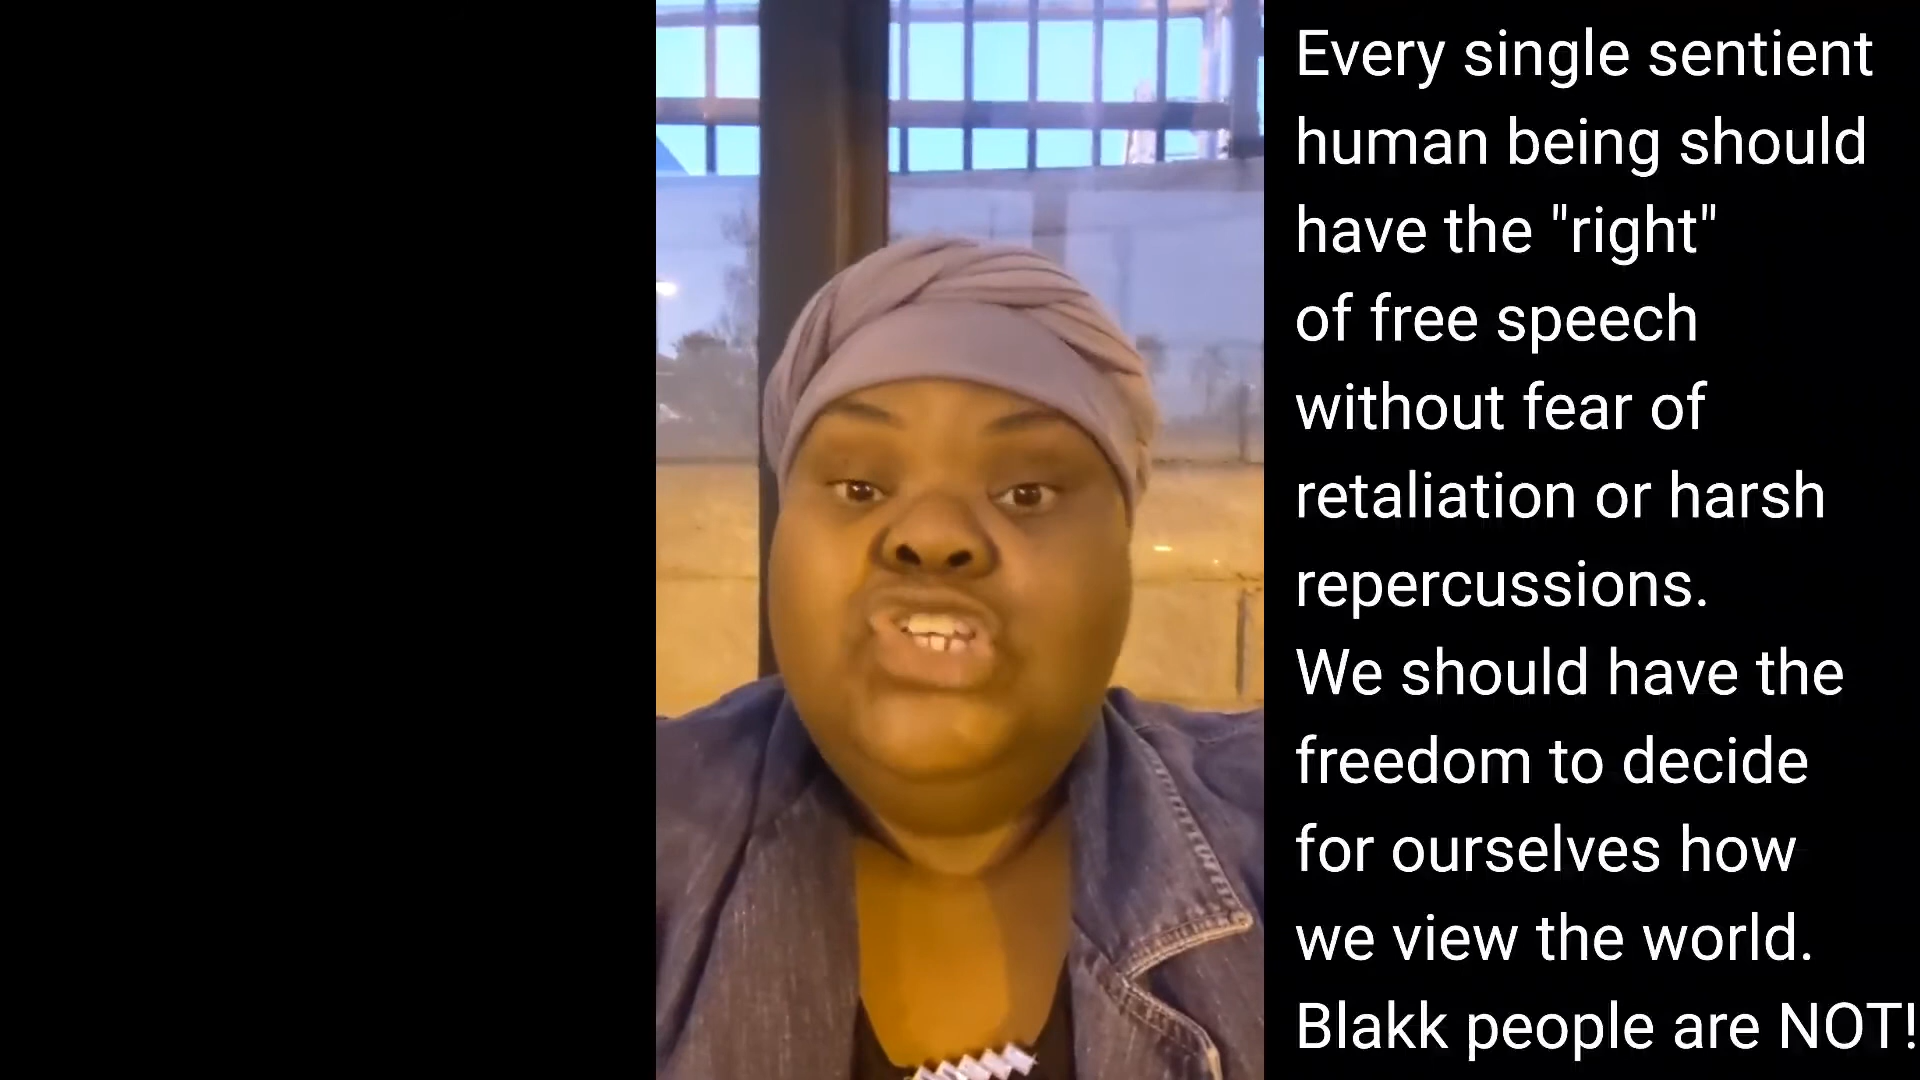 Every single sentient
human being should
have the "right"
of free speech
without fear of
retaliation or harsh
repercussions.
We should have the
freedom to decide
for ourselves how
we view the world.
Blakk people are NOT!